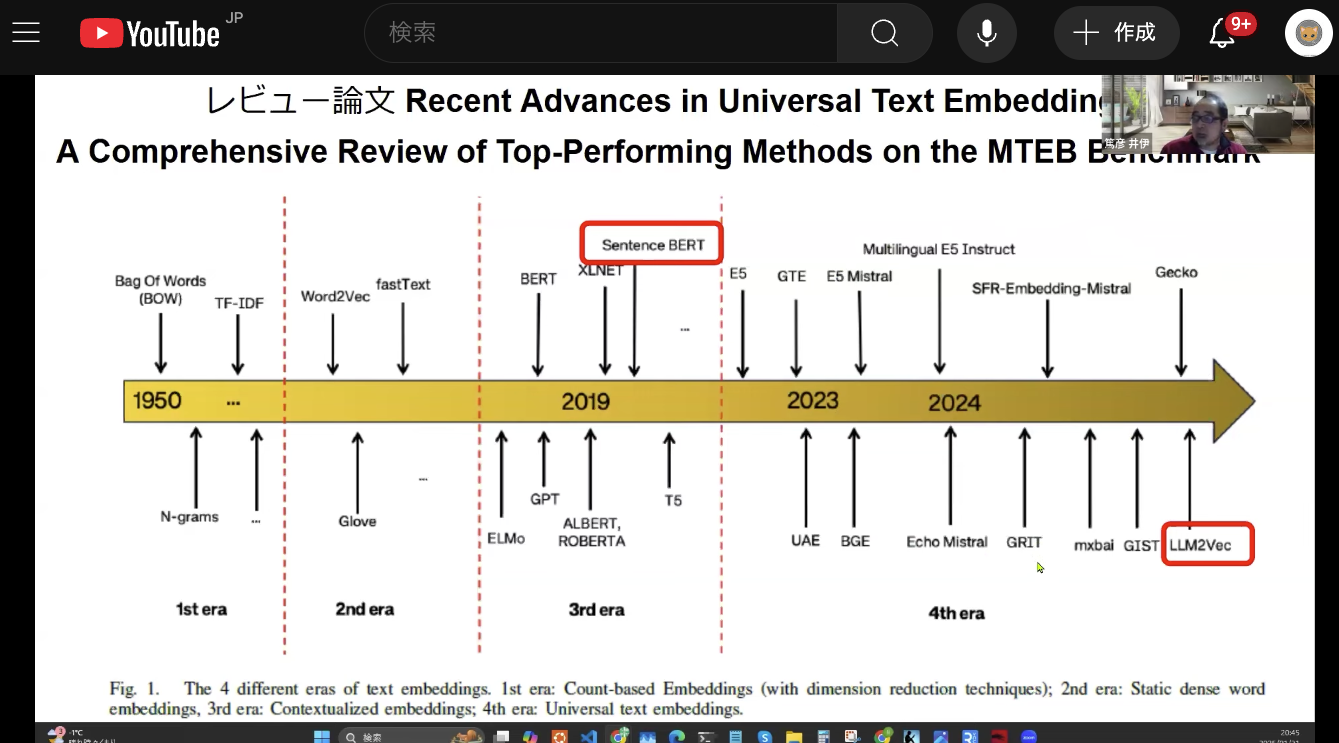 YouTube JP
検索
作成
9+
レビュー論文 Recent Advances in Universal Text Embedding
A Comprehensive Review of Top-Performing Methods on the MTEB Benchmark
篤彦 井伊
Sentence BERT
Multilingual E5 Instruct
Bag Of Words
(BOW)
TF-IDF
Word2Vec
fastText
BERT
XLNET
...
E5
GTE
E5 Mistral
SFR-Embedding-Mistral
Gecko
1950
...
2019
2023
2024
N-grams
...
Glove
...
ELMo
GPT
ALBERT,
ROBERTA
T5
UAE
BGE
Echo Mistral
GRIT
mxbai
GIST
LLM2Vec
1st era
2nd era
3rd era
4th era
Fig. 1. The 4 different eras of text embeddings. 1st era: Count-based Embeddings (with dimension reduction techniques); 2nd era: Static dense word
embeddings, 3rd era: Contextualized embeddings; 4th era: Universal text embeddings.
3
-1°C
検索
20:45